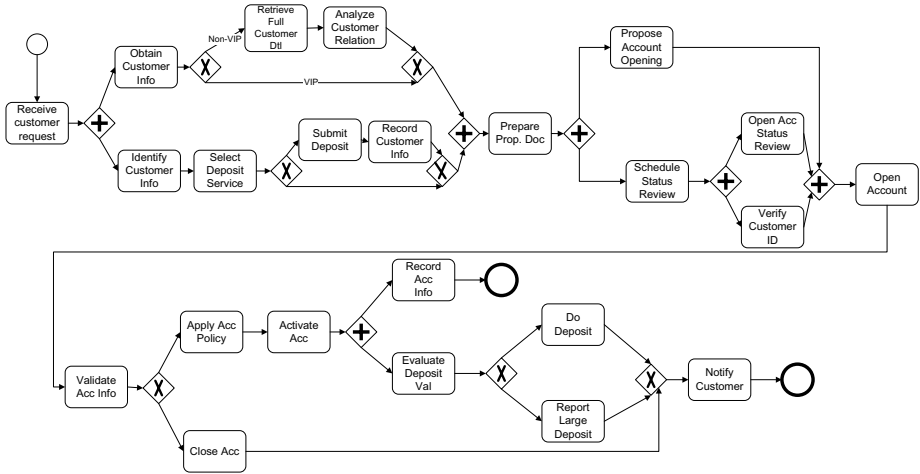 Receive
customer
request
Obtain
Customer
Info
Non-VIP
VIP
Retrieve
Full
Customer
Dtl
Analyze
Customer
Relation
Identify
Customer
Info
Select
Deposit
Service
Submit
Deposit
Record
Customer
Info
Prepare
Prop. Doc
Propose
Account
Opening
Schedule
Status
Review
Open Acc
Status
Review
Verify
Customer
ID
Open
Account
Validate
Acc Info
Apply Acc
Policy
Activate
Acc
Record
Acc
Info
Evaluate
Deposit
Val
Do
Deposit
Report
Large
Deposit
Close Acc
Notify
Customer